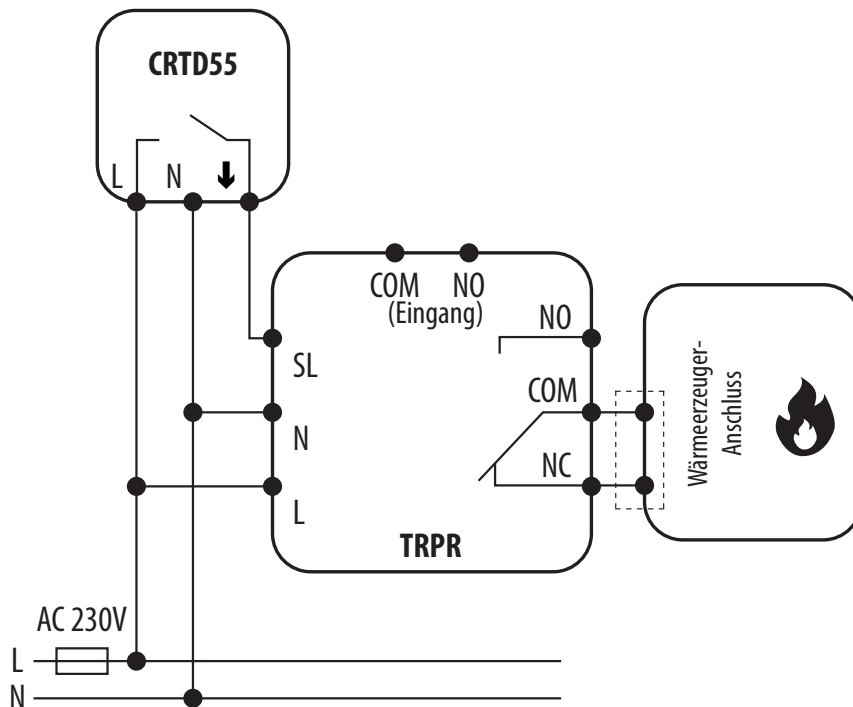 CRTD55
L N
COM NO
(Eingang)
NO
SL
COM
N
NC
L
TRPR
Wärmeerzeuger-
Anschluss
AC 230V
L
N